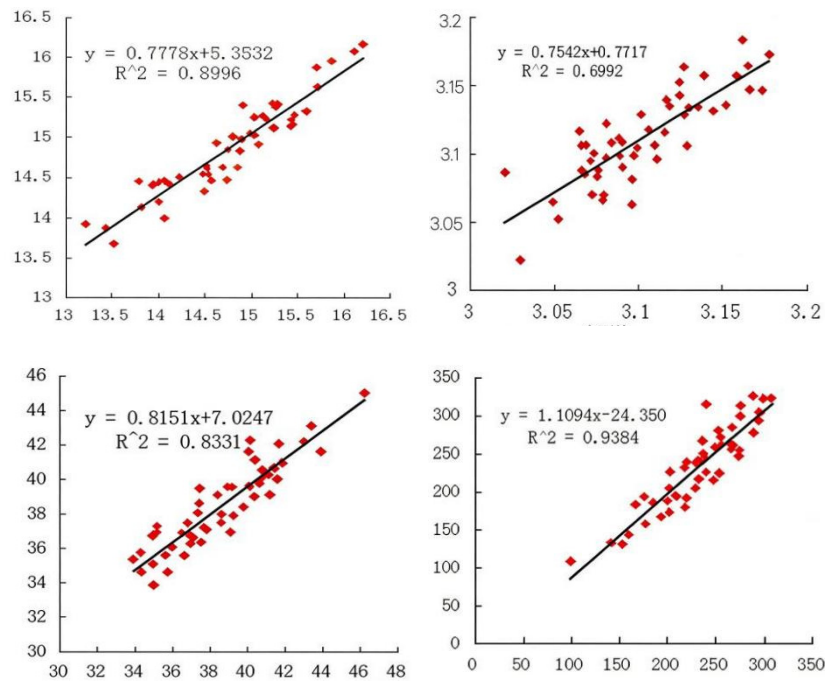 16.5
16
15.5
15
14.5
14
13.5
13
13 13.5 14 14.5 15 15.5 16 16.5
y = 0.7778x+5.3532
R^2 = 0.8996
3.2
3.15
3.1
3.05
3
3 3.05 3.1 3.15 3.2
y = 0.7542x+0.7717
R^2 = 0.6992
46
44
42
40
38
36
34
32
30
30 32 34 36 38 40 42 44 46 48
y = 0.8151x+7.0247
R^2 = 0.8331
350
300
250
200
150
100
50
0
0 50 100 150 200 250 300 350
y = 1.1094x-24.350
R^2 = 0.9384